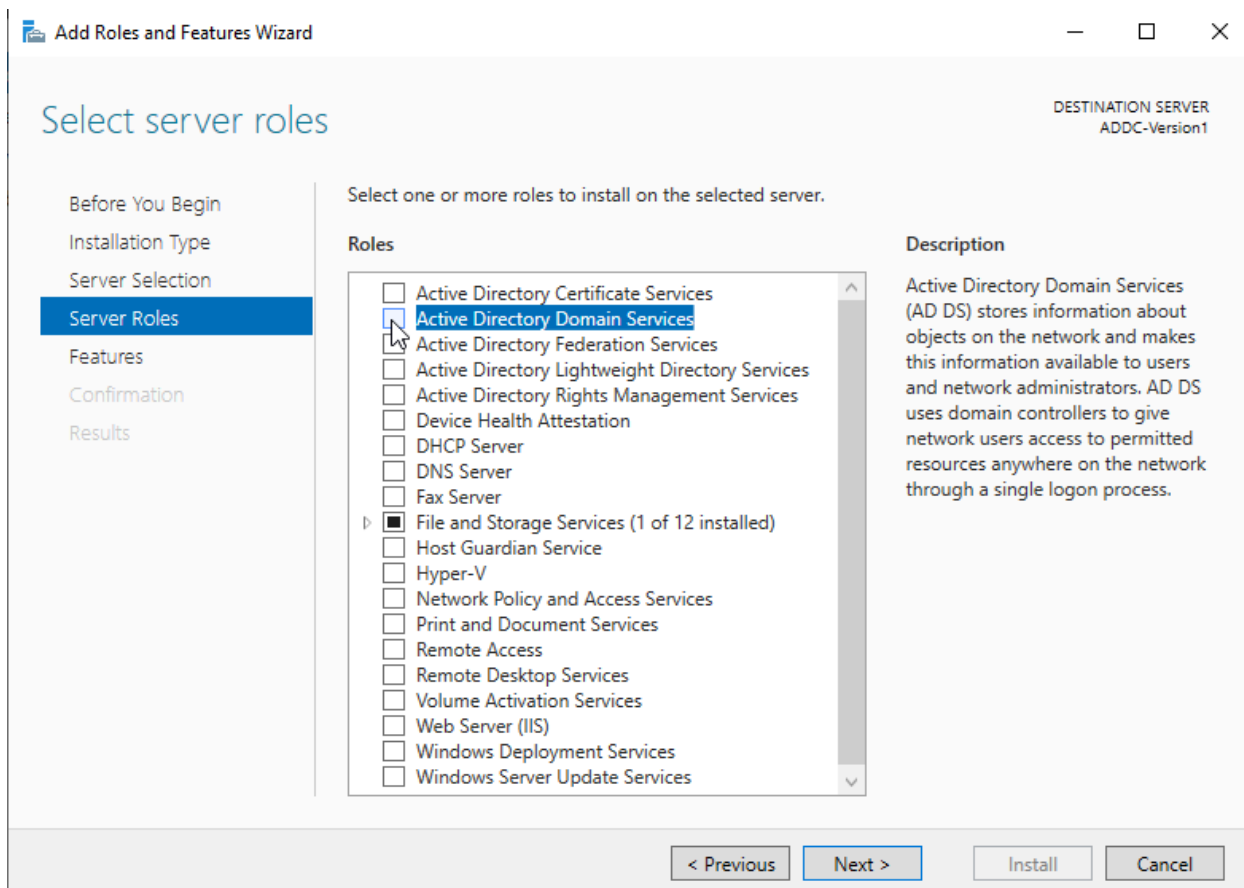 Add Roles and Features Wizard
Select server roles
DESTINATION SERVER
ADDC-Version1
Before You Begin
Installation Type
Server Selection
Server Roles
Features
Confirmation
Results
Select one or more roles to install on the selected server.
Roles
Active Directory Certificate Services
Active Directory Domain Services
Active Directory Federation Services
Active Directory Lightweight Directory Services
Active Directory Rights Management Services
Device Health Attestation
DHCP Server
DNS Server
Fax Server
File and Storage Services (1 of 12 installed)
Host Guardian Service
Hyper-V
Network Policy and Access Services
Print and Document Services
Remote Access
Remote Desktop Services
Volume Activation Services
Web Server (IIS)
Windows Deployment Services
Windows Server Update Services
Description
Active Directory Domain Services
(AD DS) stores information about
objects on the network and makes
this information available to users
and network administrators. AD DS
uses domain controllers to give
network users access to permitted
resources anywhere on the network
through a single logon process.
< Previous
Next >
Install
Cancel